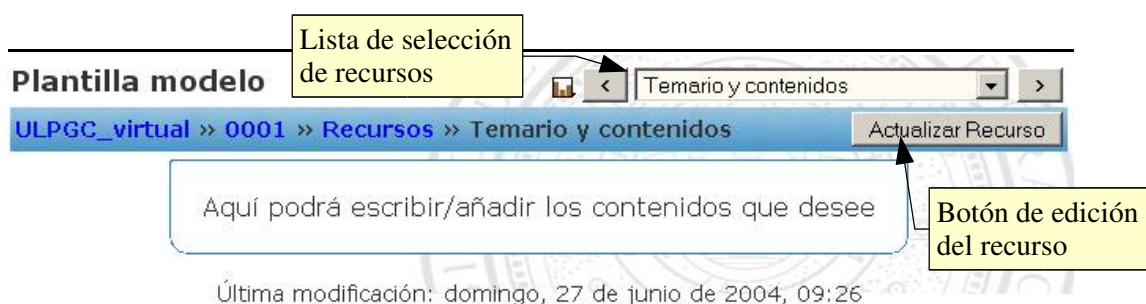 Lista de selección
de recursos
Plantilla modelo
< Temario y contenidos >
ULPGC_virtual » 0001 » Recursos » Temario y contenidos Actualizar Recurso
Aquí podrá escribir/añadir los contenidos que desee
Botón de edición
del recurso
Última modificación: domingo, 27 de junio de 2004, 09:26